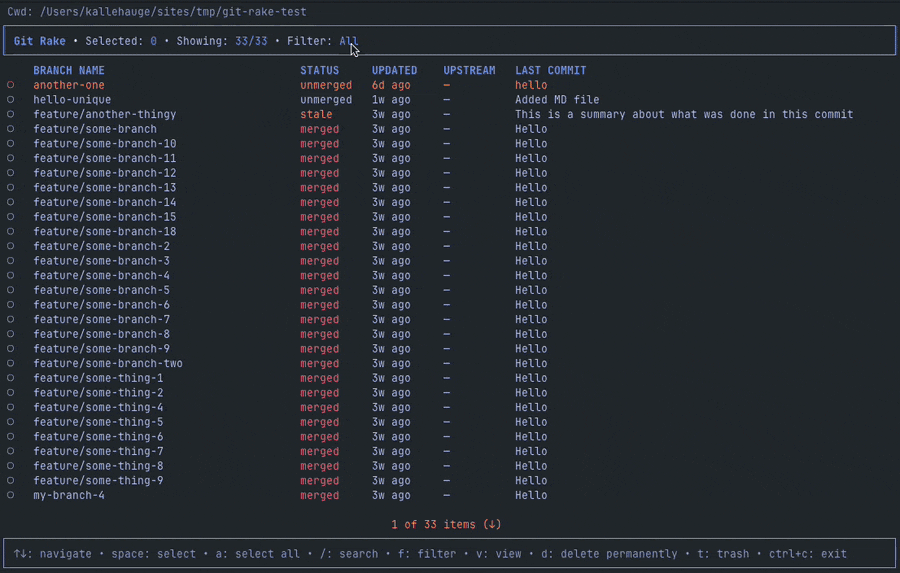 Cwd: /Users/kallehauge/sites/tmp/git-rake-test
Git Rake • Selected: 0 • Showing: 33/33 • Filter: All
BRANCH NAME STATUS UPDATED UPSTREAM LAST COMMIT
○ another-one unmerged 6d ago — hello
○ hello-unique unmerged 1w ago — Added MD file
○ feature/another-thingy stale 3w ago — This is a summary about what was done in this commit
○ feature/some-branch merged 3w ago — Hello
○ feature/some-branch-10 merged 3w ago — Hello
○ feature/some-branch-11 merged 3w ago — Hello
○ feature/some-branch-12 merged 3w ago — Hello
○ feature/some-branch-13 merged 3w ago — Hello
○ feature/some-branch-14 merged 3w ago — Hello
○ feature/some-branch-15 merged 3w ago — Hello
○ feature/some-branch-18 merged 3w ago — Hello
○ feature/some-branch-2 merged 3w ago — Hello
○ feature/some-branch-3 merged 3w ago — Hello
○ feature/some-branch-4 merged 3w ago — Hello
○ feature/some-branch-5 merged 3w ago — Hello
○ feature/some-branch-6 merged 3w ago — Hello
○ feature/some-branch-7 merged 3w ago — Hello
○ feature/some-branch-8 merged 3w ago — Hello
○ feature/some-branch-9 merged 3w ago — Hello
○ feature/some-branch-two merged 3w ago — Hello
○ feature/some-thing-1 merged 3w ago — Hello
○ feature/some-thing-2 merged 3w ago — Hello
○ feature/some-thing-4 merged 3w ago — Hello
○ feature/some-thing-5 merged 3w ago — Hello
○ feature/some-thing-6 merged 3w ago — Hello
○ feature/some-thing-7 merged 3w ago — Hello
○ feature/some-thing-8 merged 3w ago — Hello
○ feature/some-thing-9 merged 3w ago — Hello
○ my-branch-4 merged 3w ago — Hello
1 of 33 items (↓)
↑↓: navigate • space: select • a: select all • /: search • f: filter • v: view • d: delete permanently • t: trash • ctrl+c: exit